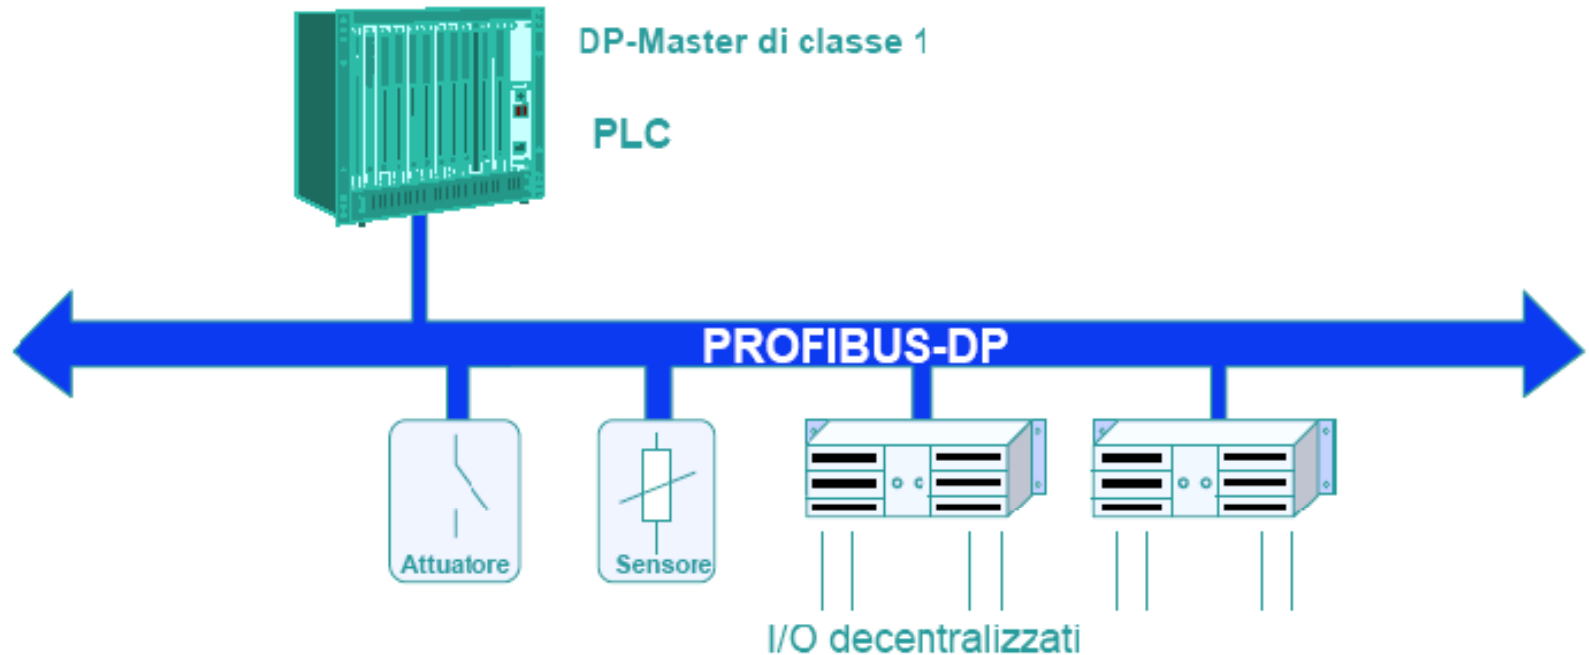 DP-Master di classe 1
PLC
PROFIBUS-DP
Attuatore
Sensore
I/O decentralizzati